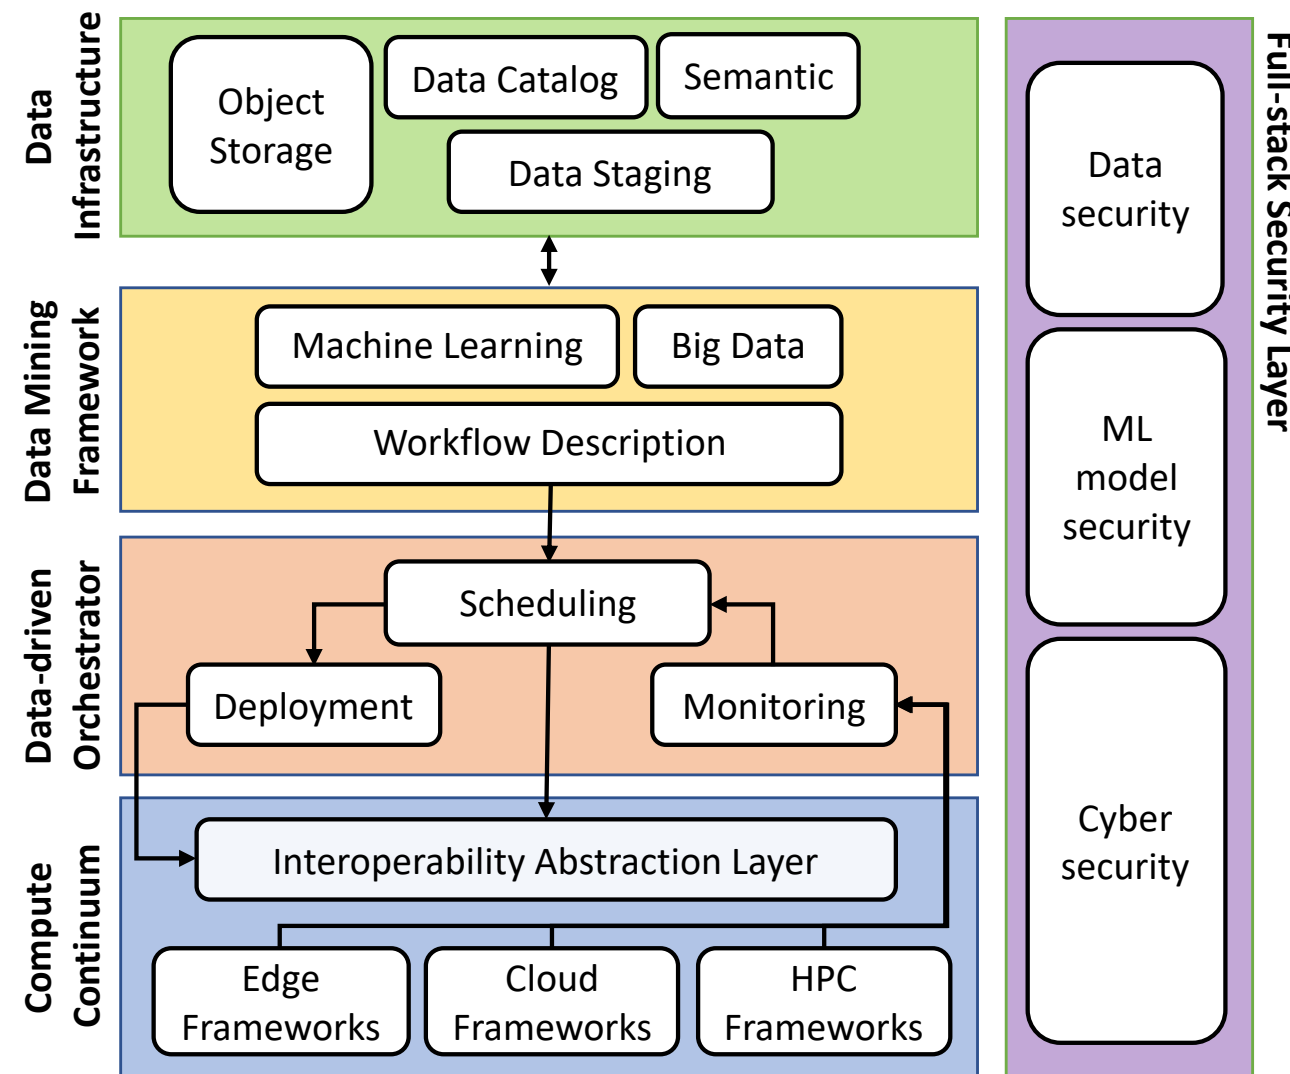 Data
Infrastructure
Object
Storage
Data Catalog
Semantic
Data Staging
Data Mining
Framework
Machine Learning
Big Data
Workflow Description
Data-driven
Orchestrator
Scheduling
Deployment
Monitoring
Compute
Continuum
Interoperability Abstraction Layer
Edge
Frameworks
Cloud
Frameworks
HPC
Frameworks
Full-stack Security Layer
Data
security
ML
model
security
Cyber
security